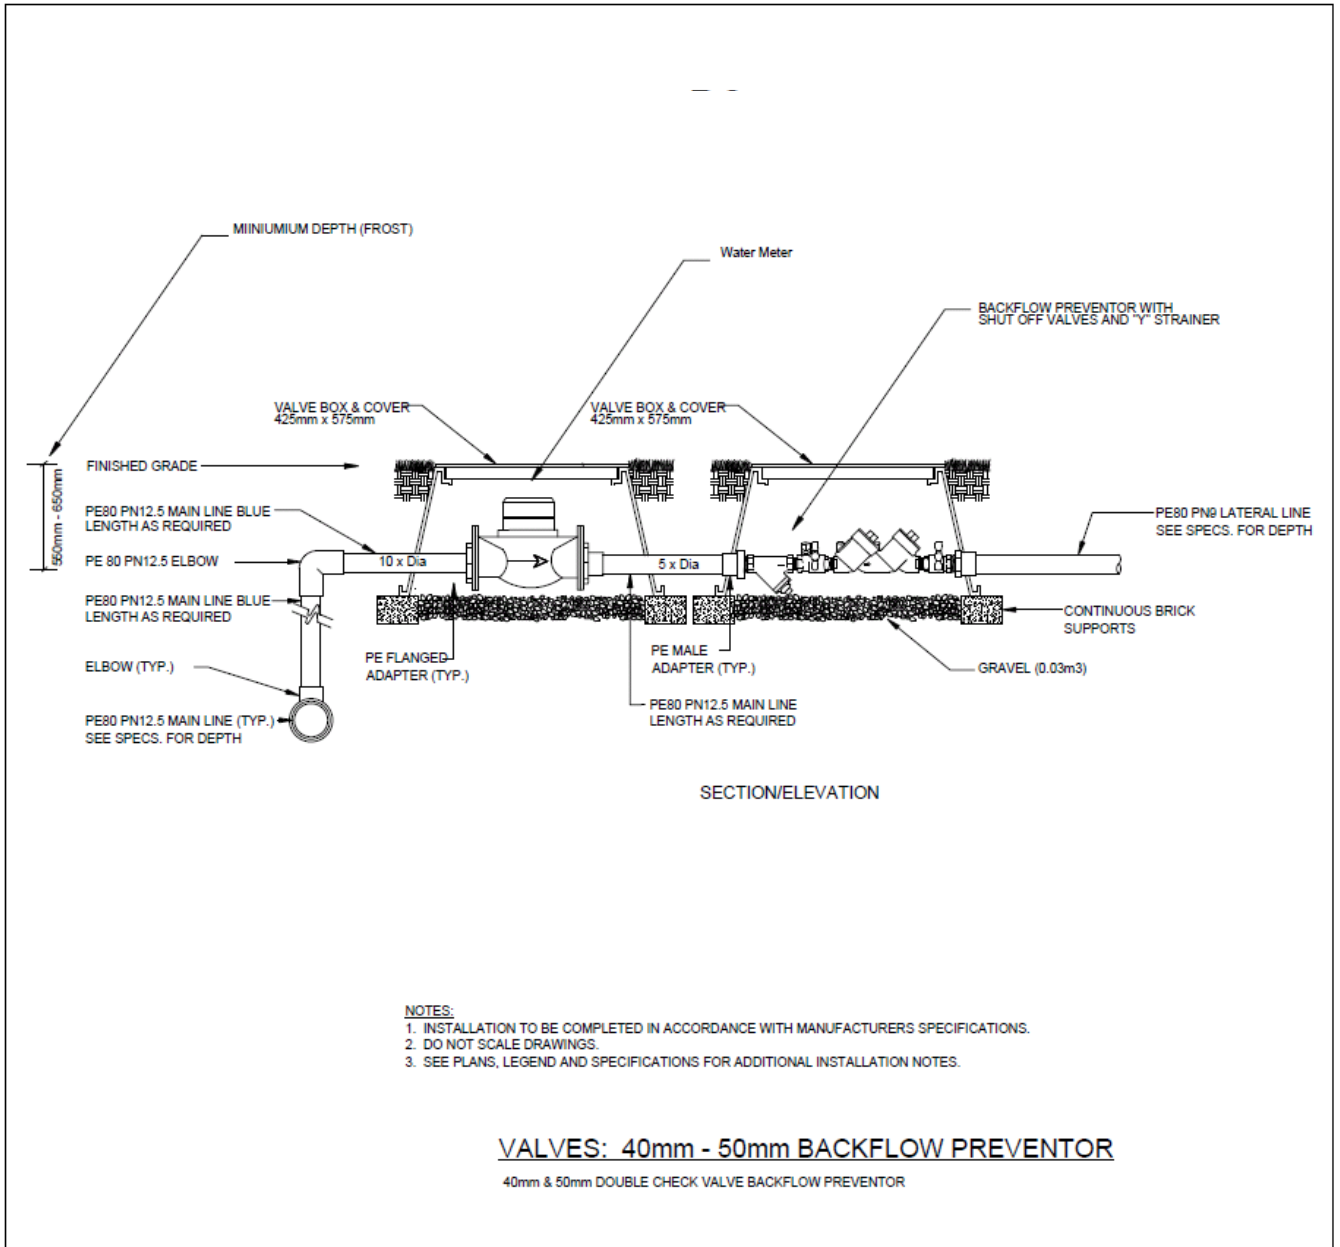 MIINIUMIUM DEPTH (FROST)
Water Meter
BACKFLOW PREVENTOR WITH
SHUT OFF VALVES AND "Y" STRAINER
VALVE BOX & COVER
425mm x 575mm
VALVE BOX & COVER
425mm x 575mm
FINISHED GRADE
550mm - 650mm
PE80 PN12.5 MAIN LINE BLUE
LENGTH AS REQUIRED
PE80 PN9 LATERAL LINE
SEE SPECS. FOR DEPTH
PE 80 PN12.5 ELBOW
10 x Dia
5 x Dia
PE80 PN12.5 MAIN LINE BLUE
LENGTH AS REQUIRED
CONTINUOUS BRICK
SUPPORTS
PE FLANGED
ADAPTER (TYP.)
PE MALE
ADAPTER (TYP.)
ELBOW (TYP.)
GRAVEL (0.03m3)
PE80 PN12.5 MAIN LINE
LENGTH AS REQUIRED
PE80 PN12.5 MAIN LINE (TYP.)
SEE SPECS. FOR DEPTH
SECTION/ELEVATION
NOTES:
1. INSTALLATION TO BE COMPLETED IN ACCORDANCE WITH MANUFACTURERS SPECIFICATIONS.
2. DO NOT SCALE DRAWINGS.
3. SEE PLANS, LEGEND AND SPECIFICATIONS FOR ADDITIONAL INSTALLATION NOTES.
VALVES: 40mm - 50mm BACKFLOW PREVENTOR
40mm & 50mm DOUBLE CHECK VALVE BACKFLOW PREVENTOR